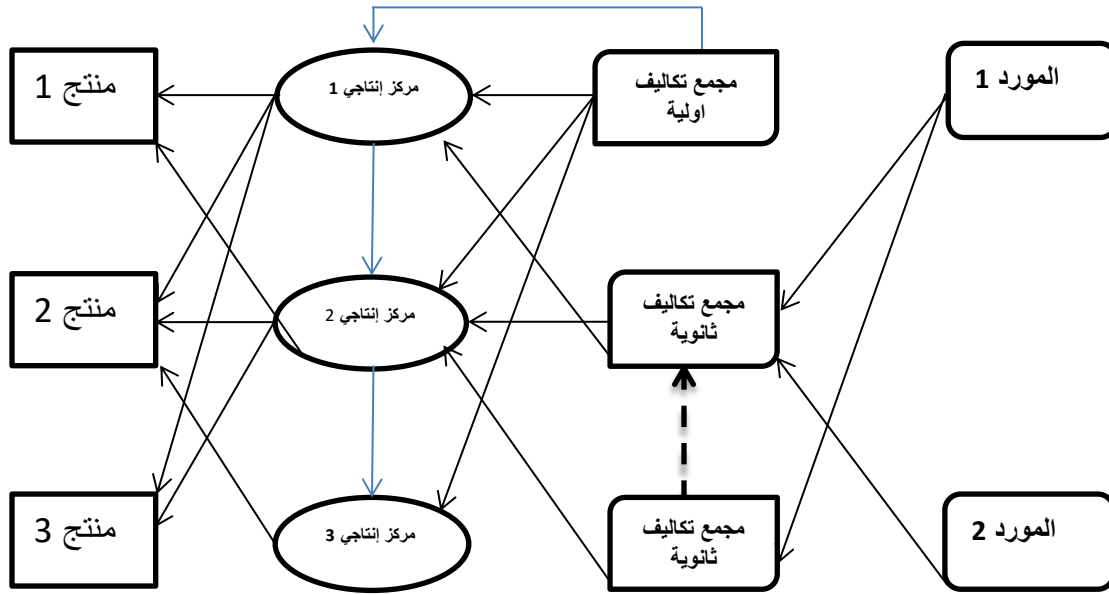 المورد 1
مجمع تكاليف
اولية
مركز إنتاجي 1
منتج 1
مجمع تكاليف
ثانوية
مركز إنتاجي 2
منتج 2
المورد 2
مجمع تكاليف
ثانوية
مركز إنتاجي 3
منتج 3